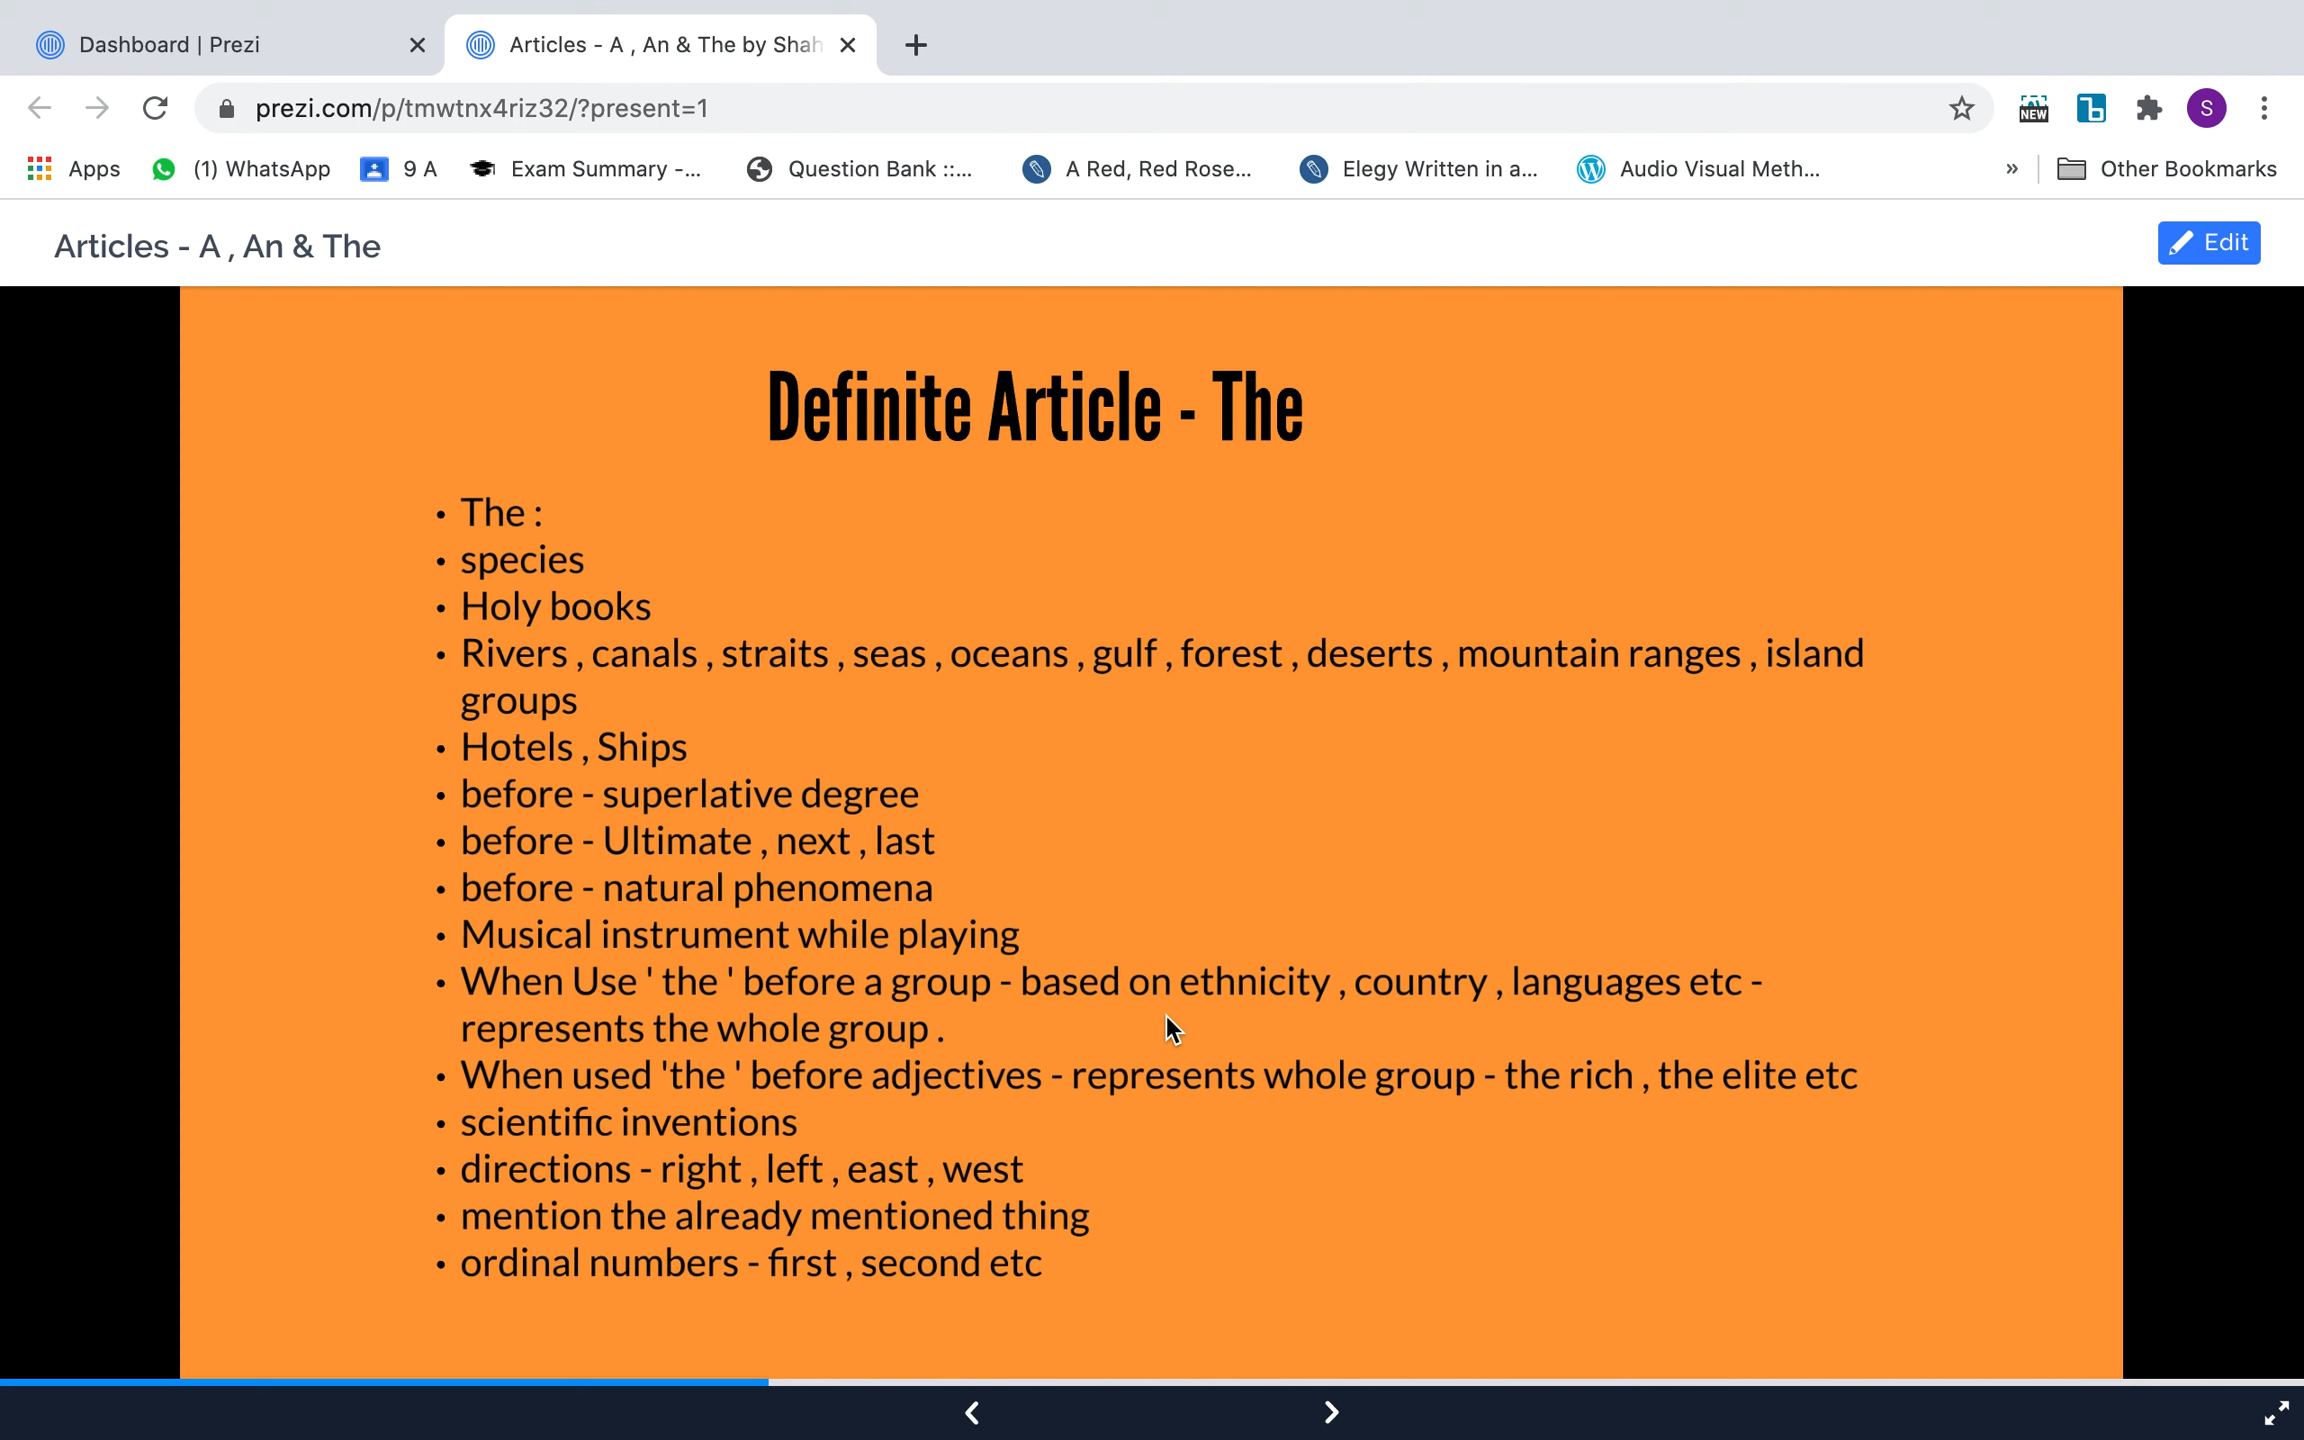 Dashboard | Prezi
Articles - A , An & The by Shah
prezi.com/p/tmwtnx4riz32/?present=1
NEW
S
Apps
(1) WhatsApp
9 A
Exam Summary -...
Question Bank ::...
A Red, Red Rose...
Elegy Written in a...
Audio Visual Meth...
»
Other Bookmarks
Articles - A , An & The
Edit
Definite Article - The
• The :
• species
• Holy books
• Rivers , canals , straits , seas , oceans , gulf , forest , deserts , mountain ranges , island
groups
• Hotels , Ships
• before - superlative degree
• before - Ultimate , next , last
• before - natural phenomena
• Musical instrument while playing
• When Use ' the ' before a group - based on ethnicity , country , languages etc -
represents the whole group .
• When used 'the ' before adjectives - represents whole group - the rich , the elite etc
• scientific inventions
• directions - right , left , east , west
• mention the already mentioned thing
• ordinal numbers - first , second etc